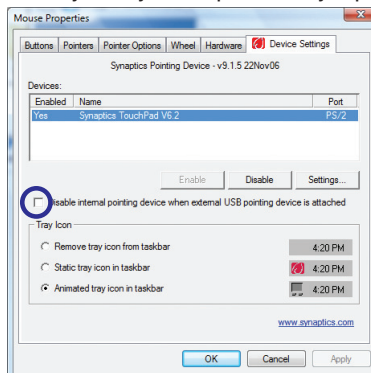 Mouse Properties
Buttons Pointers Pointer Options Wheel Hardware Device Settings
Synaptics Pointing Device - v9.1.5 22Nov06
Devices:
Enabled Name Port
Yes Synaptics TouchPad V6.2 PS/2
Enable Disable Settings...
isable internal pointing device when external USB pointing device is attached
Tray Icon
Remove tray icon from taskbar 4:20 PM
Static tray icon in taskbar 4:20 PM
Animated tray icon in taskbar 4:20 PM
www.synaptics.com
OK Cancel Apply